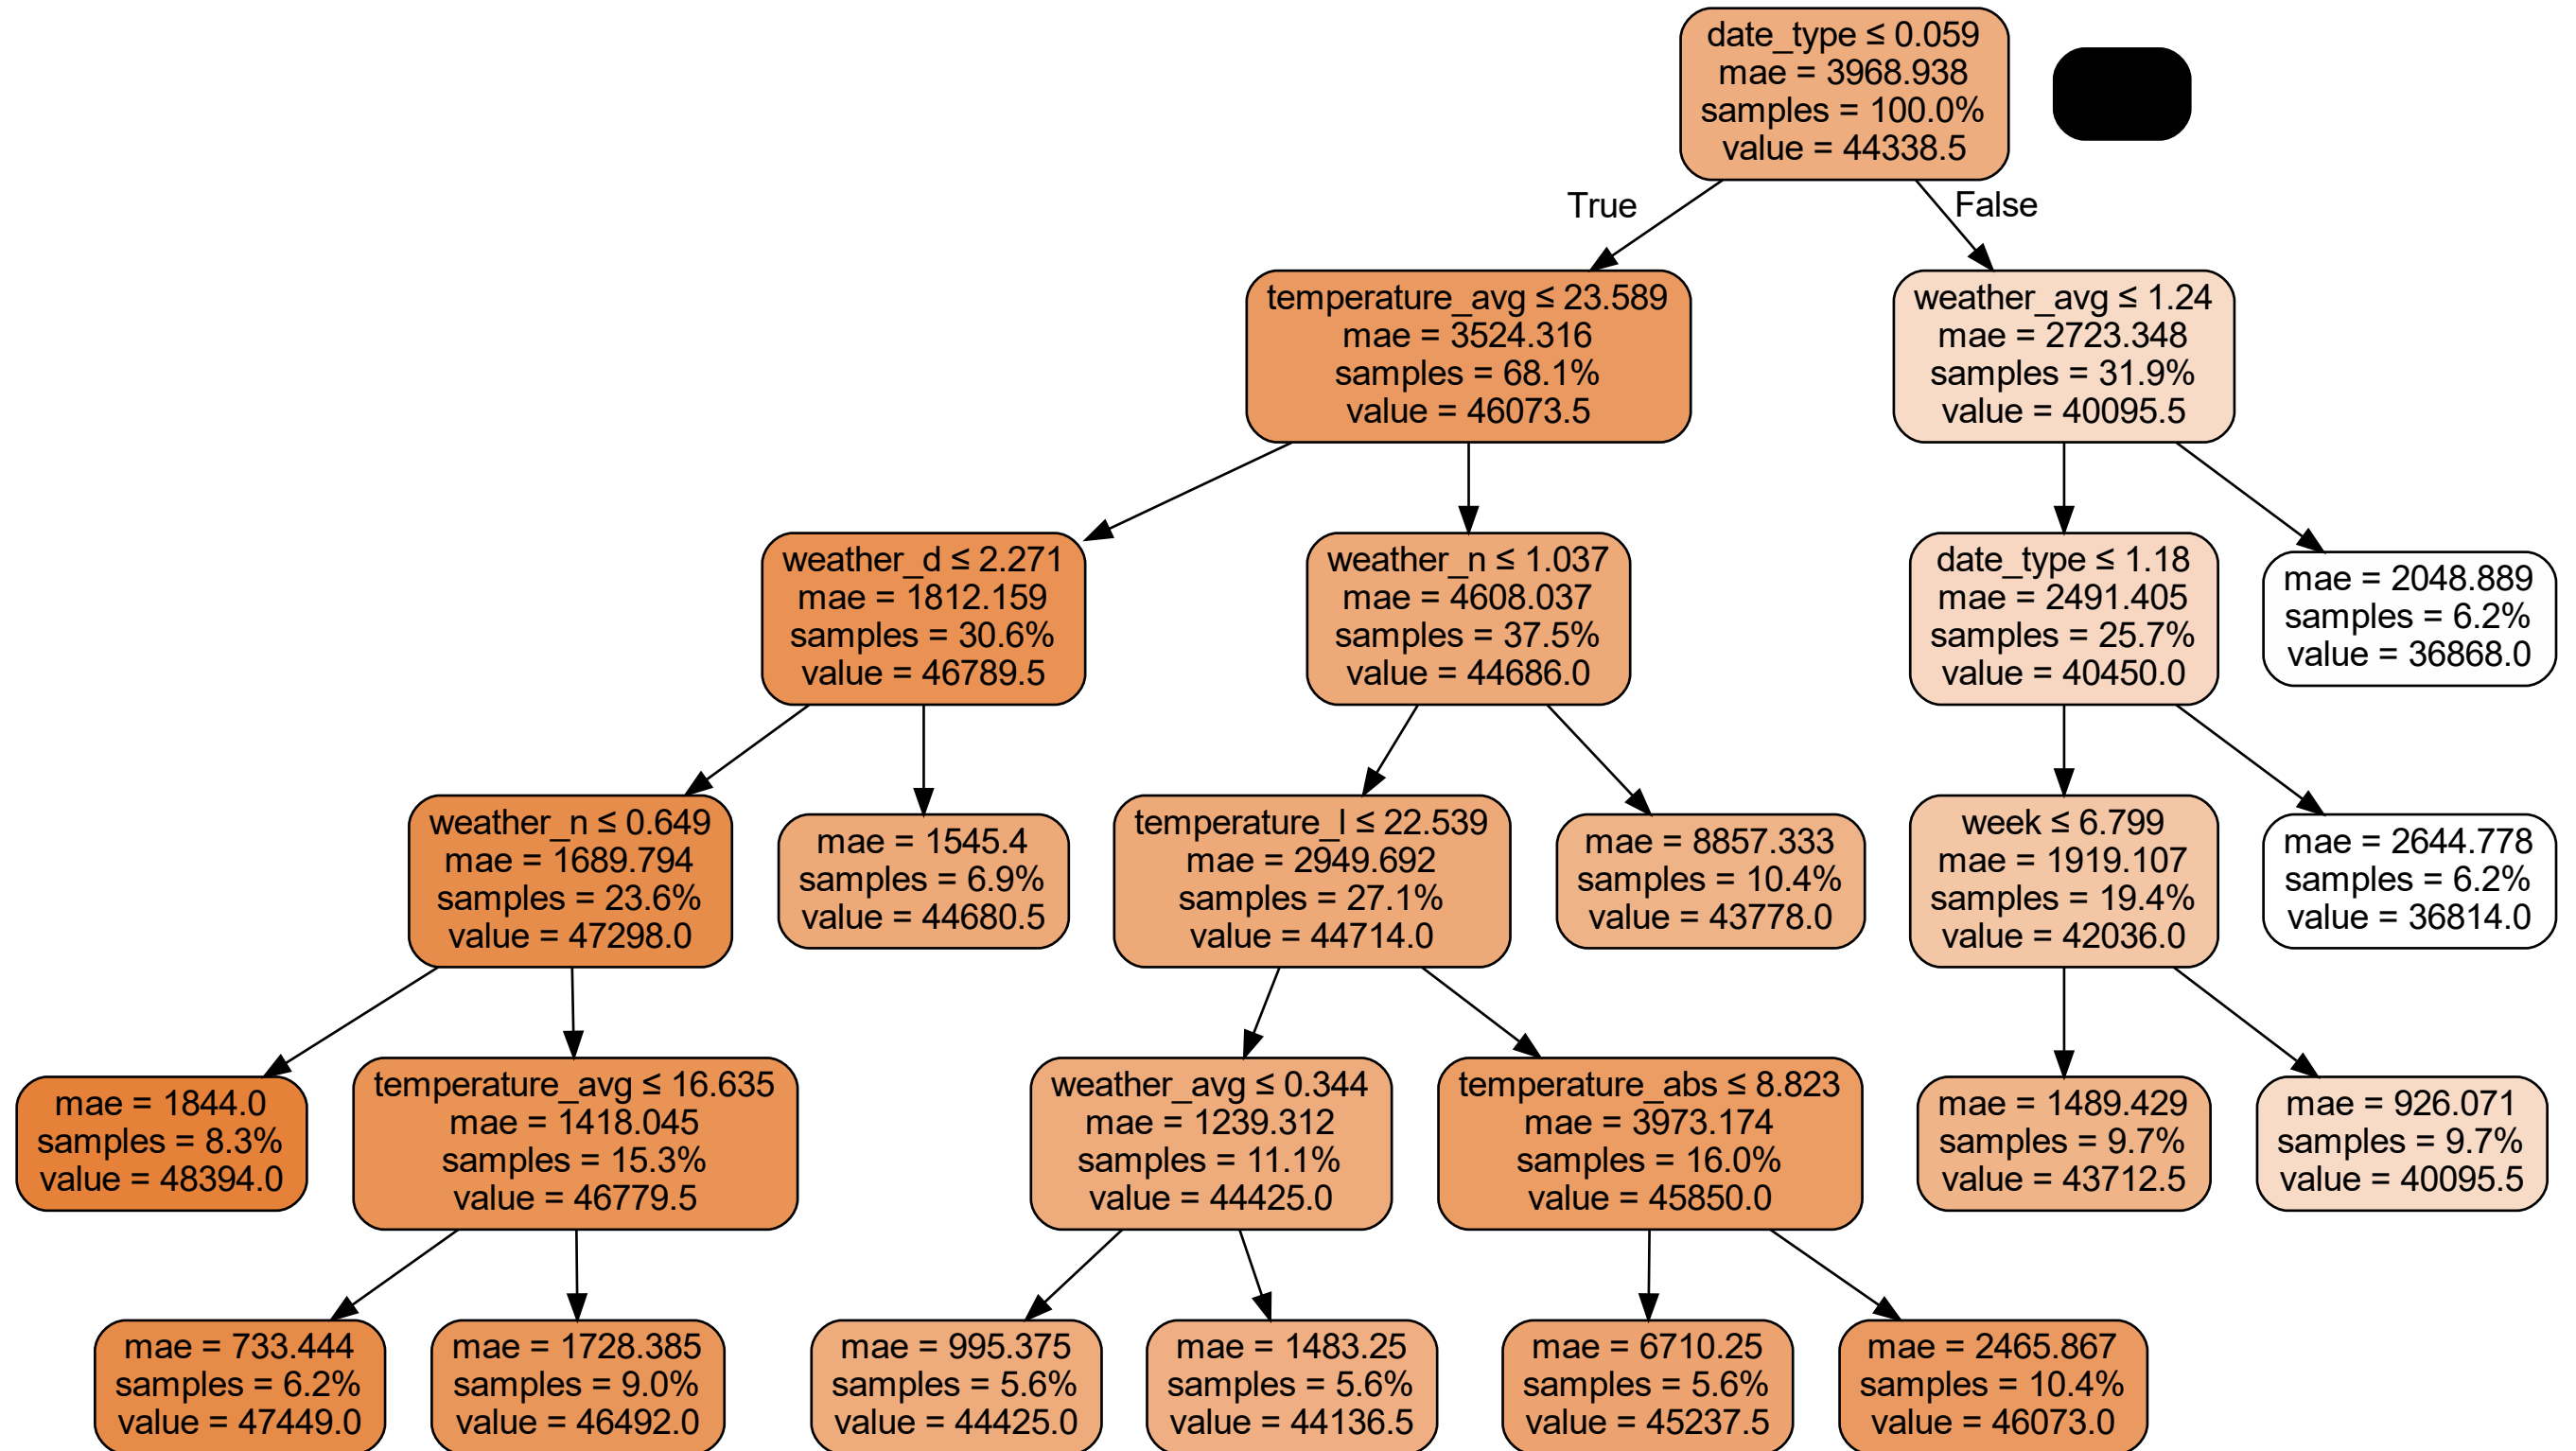 date_type ≤ 0.059
mae = 3968.938
samples = 100.0%
value = 44338.5
True
False
temperature_avg ≤ 23.589
mae = 3524.316
samples = 68.1%
value = 46073.5
weather_avg ≤ 1.24
mae = 2723.348
samples = 31.9%
value = 40095.5
weather_d ≤ 2.271
mae = 1812.159
samples = 30.6%
value = 46789.5
weather_n ≤ 1.037
mae = 4608.037
samples = 37.5%
value = 44686.0
date_type ≤ 1.18
mae = 2491.405
samples = 25.7%
value = 40450.0
mae = 2048.889
samples = 6.2%
value = 36868.0
weather_n ≤ 0.649
mae = 1689.794
samples = 23.6%
value = 47298.0
mae = 1545.4
samples = 6.9%
value = 44680.5
temperature_l ≤ 22.539
mae = 2949.692
samples = 27.1%
value = 44714.0
mae = 8857.333
samples = 10.4%
value = 43778.0
week ≤ 6.799
mae = 1919.107
samples = 19.4%
value = 42036.0
mae = 2644.778
samples = 6.2%
value = 36814.0
mae = 1844.0
samples = 8.3%
value = 48394.0
temperature_avg ≤ 16.635
mae = 1418.045
samples = 15.3%
value = 46779.5
weather_avg ≤ 0.344
mae = 1239.312
samples = 11.1%
value = 44425.0
temperature_abs ≤ 8.823
mae = 3973.174
samples = 16.0%
value = 45850.0
mae = 1489.429
samples = 9.7%
value = 43712.5
mae = 926.071
samples = 9.7%
value = 40095.5
mae = 733.444
samples = 6.2%
value = 47449.0
mae = 1728.385
samples = 9.0%
value = 46492.0
mae = 995.375
samples = 5.6%
value = 44425.0
mae = 1483.25
samples = 5.6%
value = 44136.5
mae = 6710.25
samples = 5.6%
value = 45237.5
mae = 2465.867
samples = 10.4%
value = 46073.0